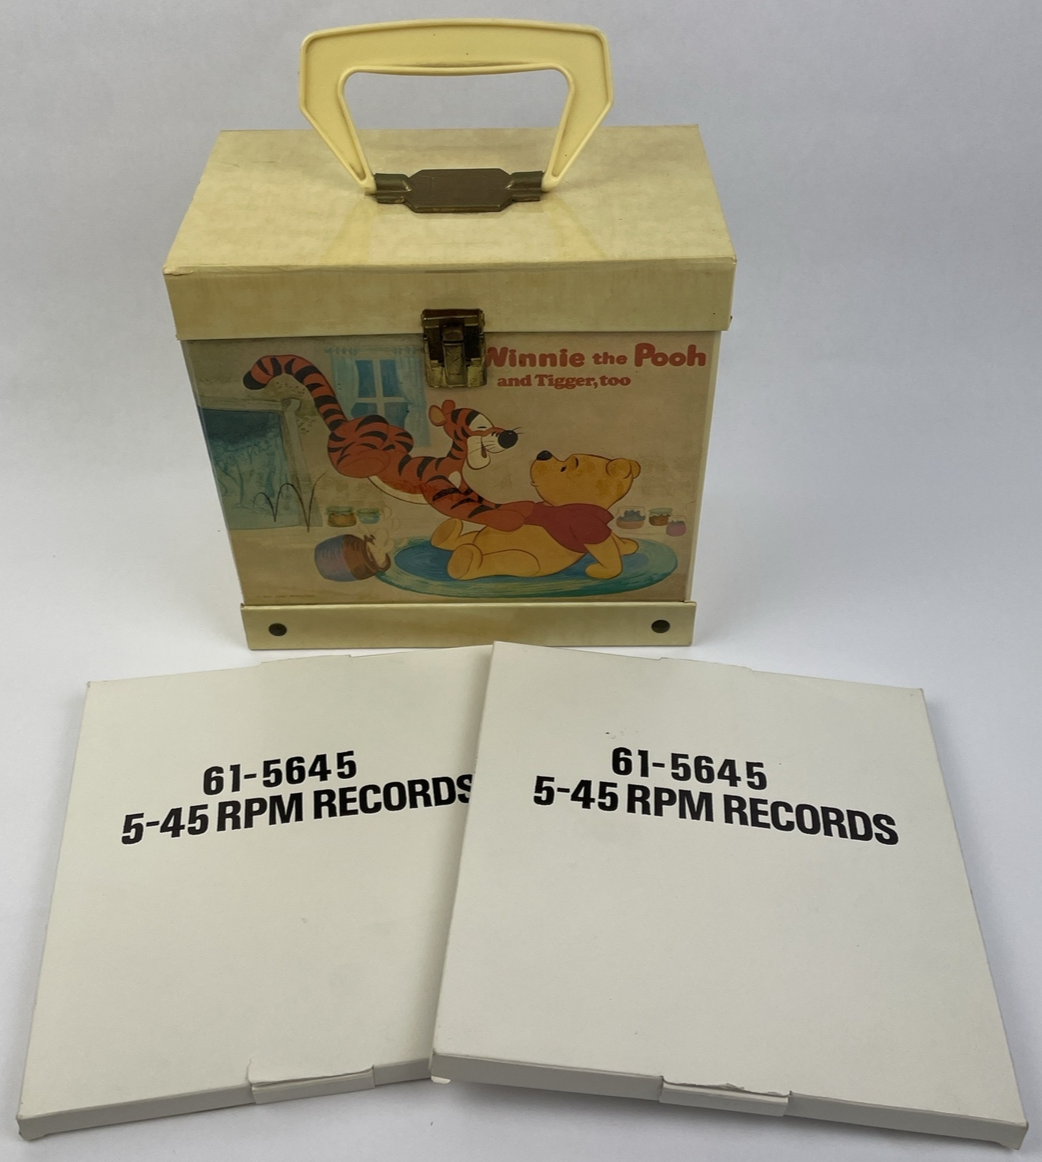 Winnie the Pooh
and Tigger, too
61-5645
5-45 RPM RECORDS
61-5645
5-45 RPM RECORDS